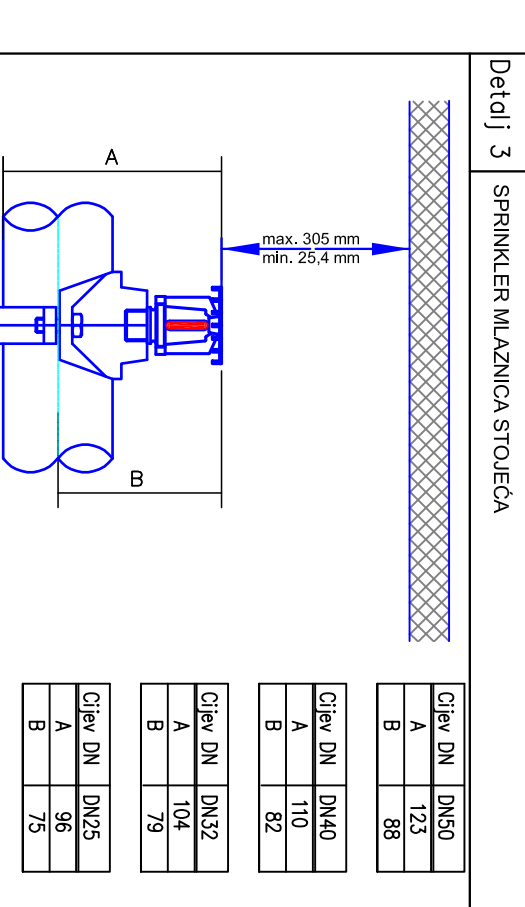 Detalj 3
SPRINKLER MLAZNICA STOJEĆA
A
max. 305 mm
min. 25,4 mm
B
Cijev DN DN50
A 123
B 88
Cijev DN DN40
A 110
B 82
Cijev DN DN32
A 104
B 79
Cijev DN DN25
A 96
B 75